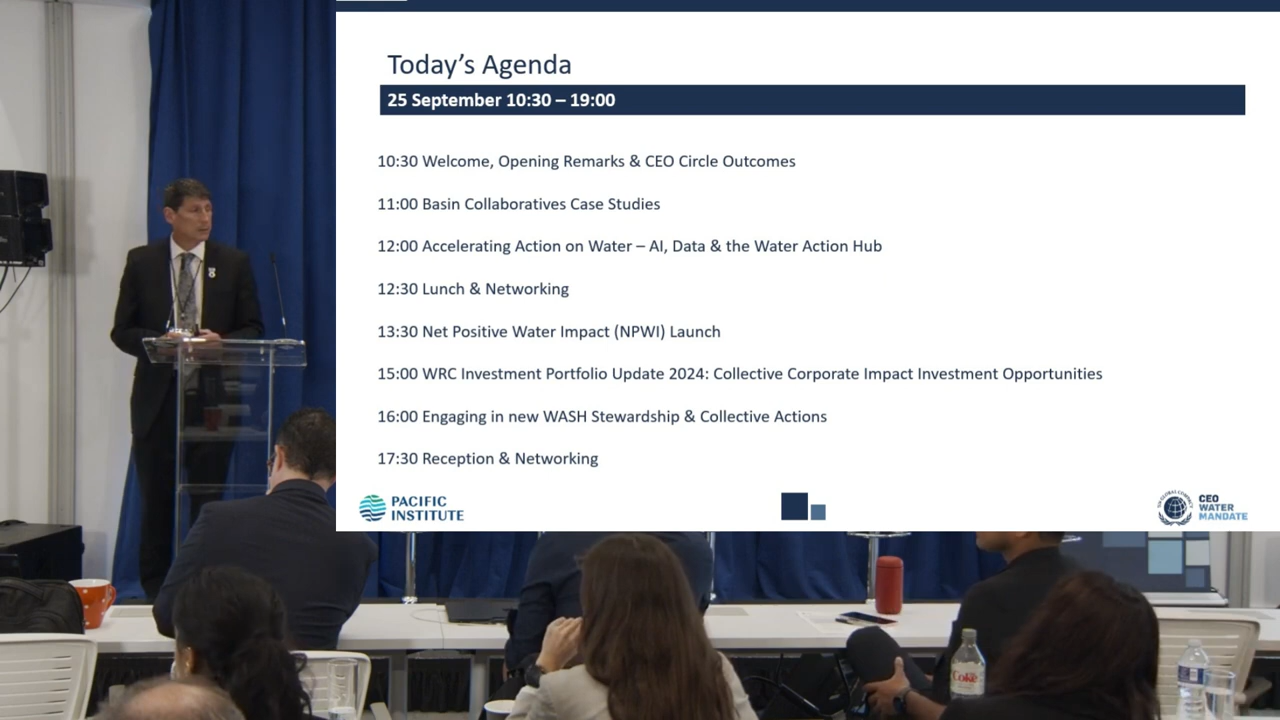 Today's Agenda
25 September 10:30 – 19:00
10:30 Welcome, Opening Remarks & CEO Circle Outcomes
11:00 Basin Collaboratives Case Studies
12:00 Accelerating Action on Water – AI, Data & the Water Action Hub
12:30 Lunch & Networking
13:30 Net Positive Water Impact (NPWI) Launch
15:00 WRC Investment Portfolio Update 2024: Collective Corporate Impact Investment Opportunities
16:00 Engaging in new WASH Stewardship & Collective Actions
17:30 Reception & Networking
PACIFIC
INSTITUTE
CEO
WATER
MANDATE
Coke